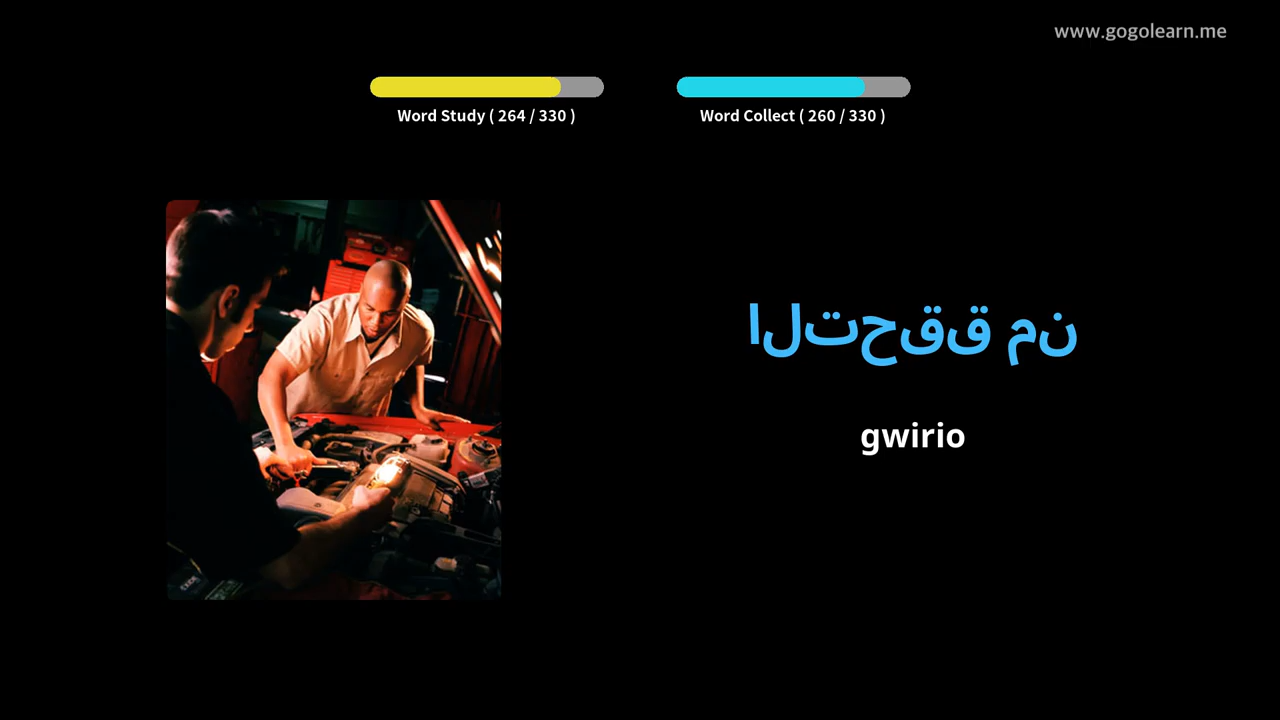 www.gogolearn.me
Word Study ( 264 / 330 )
Word Collect ( 260 / 330 )
التحقق من
gwirio